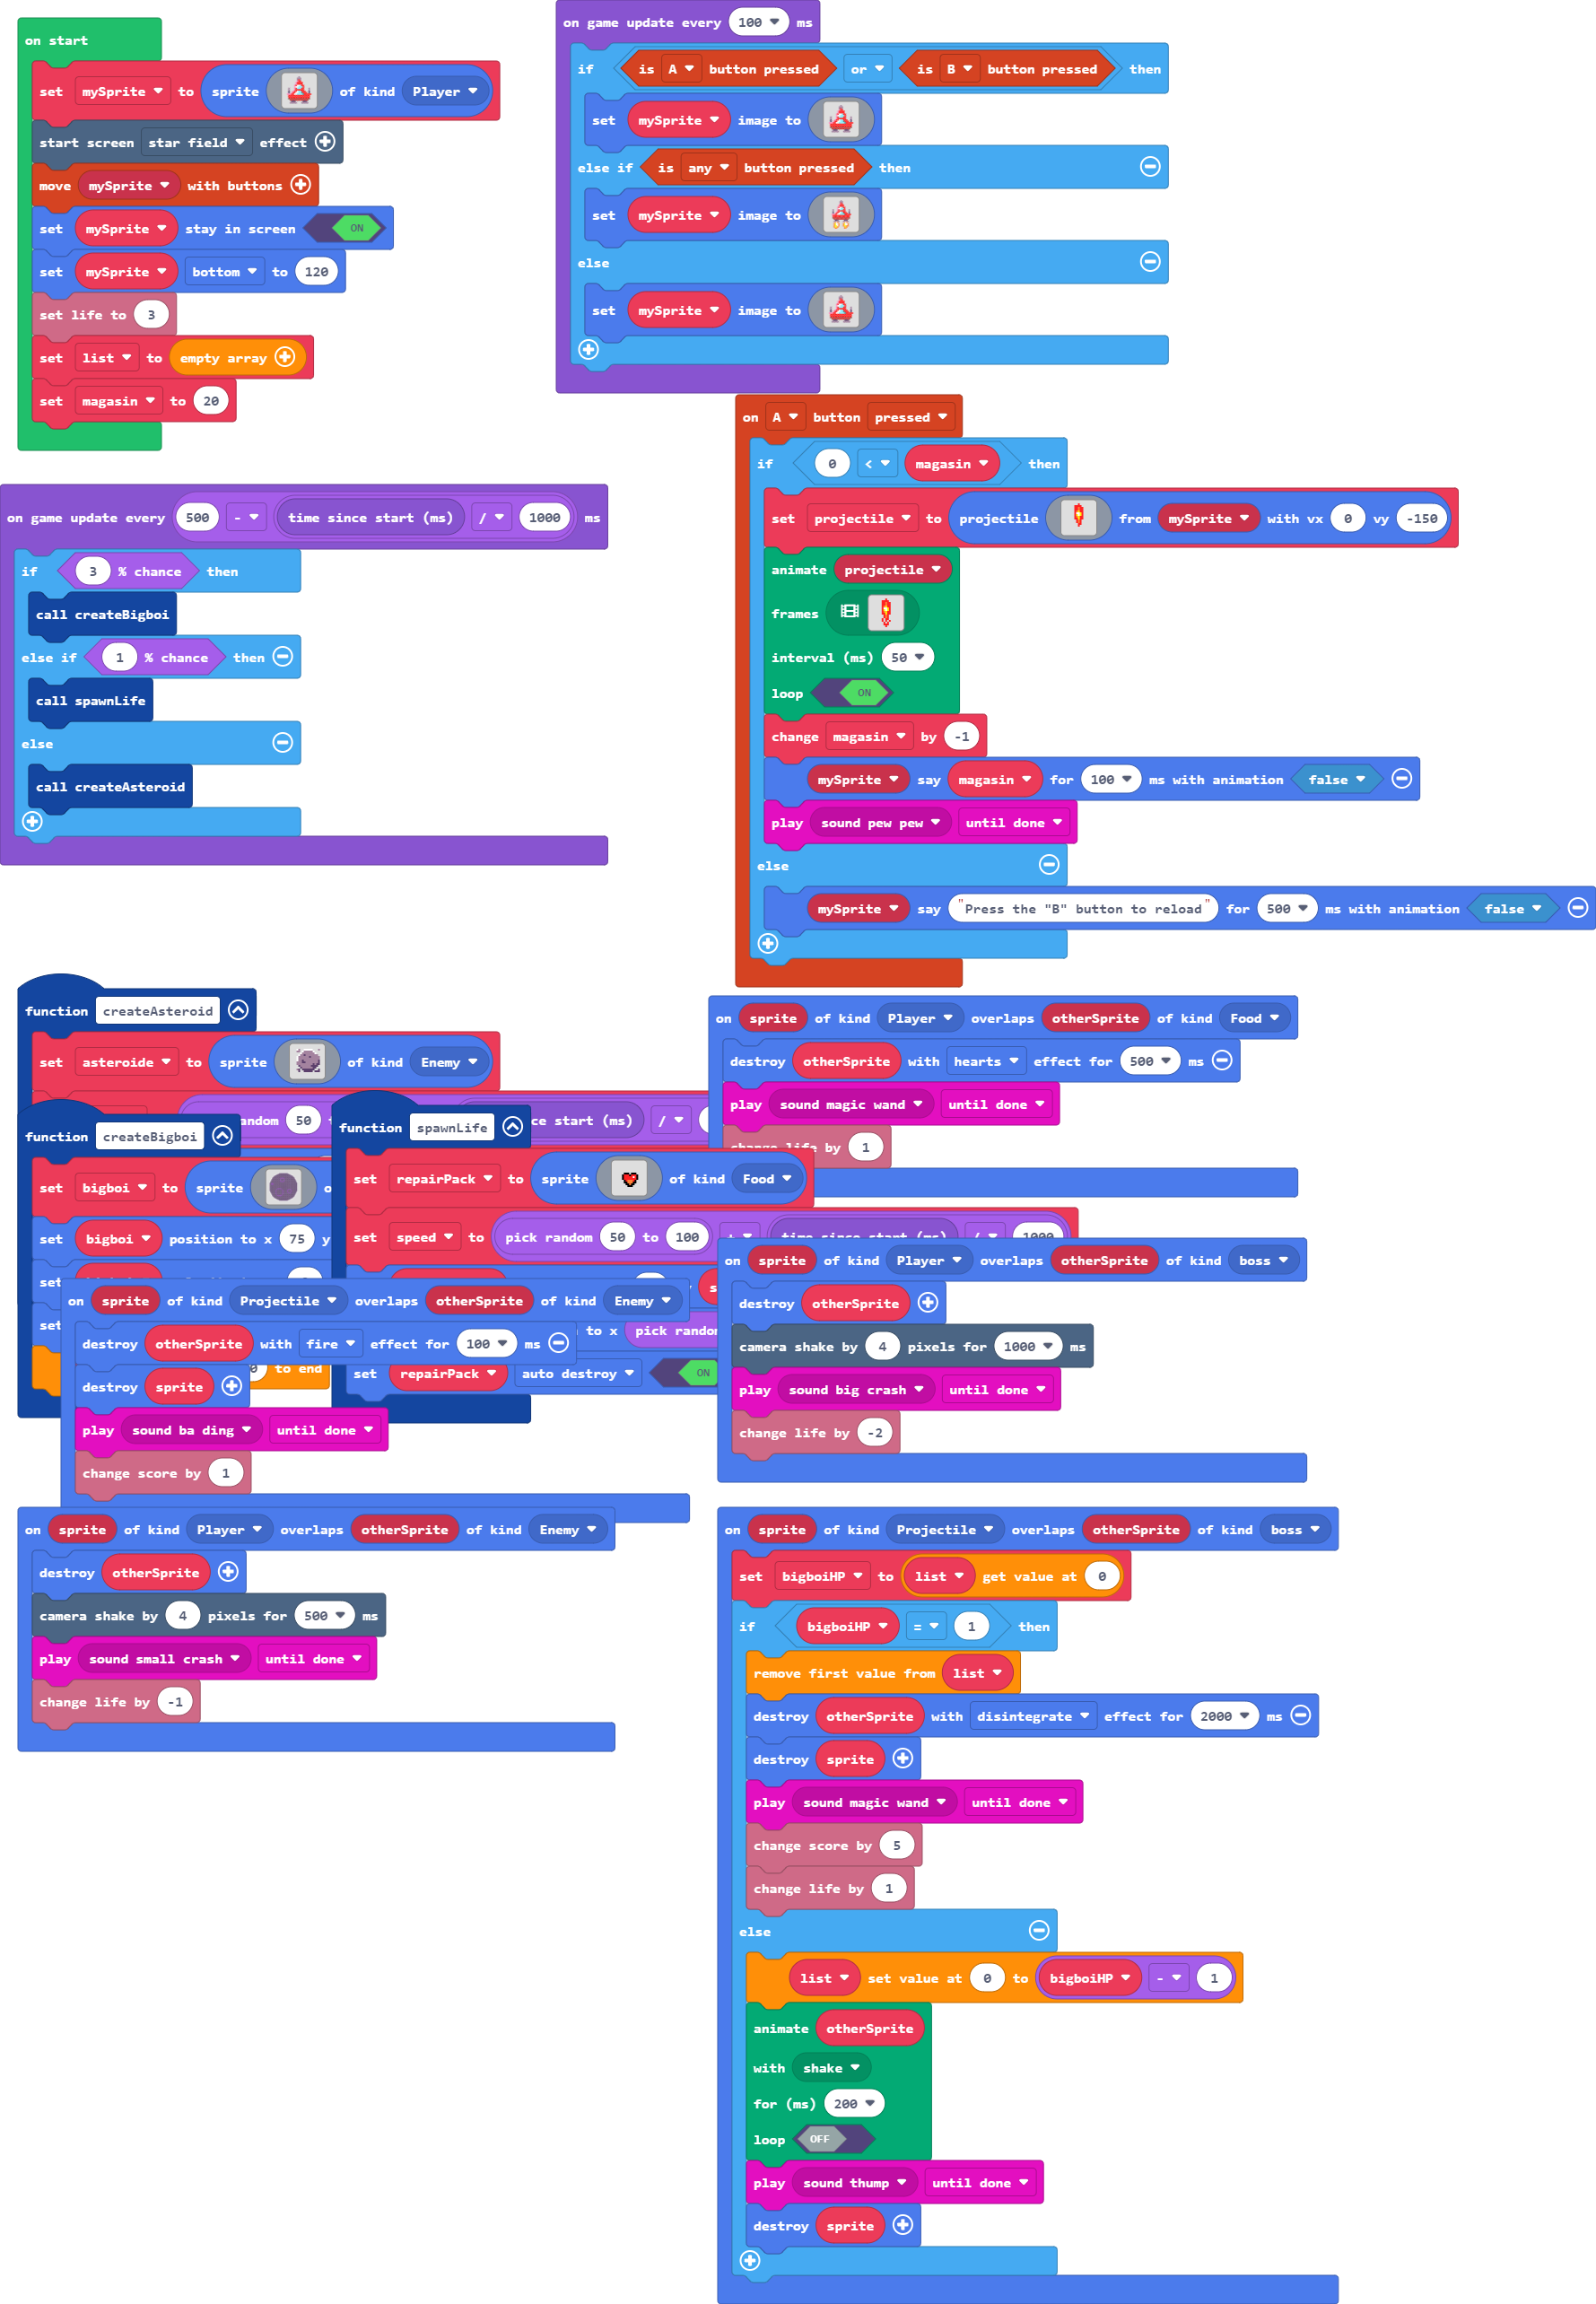 on start
set mySprite to sprite of kind Player
start screen star field effect
move mySprite with buttons
set mySprite stay in screen ON
set mySprite bottom to 120
set life to 3
set list to empty array
set magasin to 20
on game update every 100 ms
if is A button pressed or is B button pressed then
set mySprite image to
else if is any button pressed then
set mySprite image to
else
set mySprite image to
on game update every 500 - time since start (ms) / 1000 ms
if 3 % chance then
call createBigboi
else if 1 % chance then
call spawnLife
else
call createAsteroid
on A button pressed
if 0 < magasin then
set projectile to projectile from mySprite with vx 0 vy -150
animate projectile
frames
interval (ms) 50
loop ON
change magasin by -1
mySprite say magasin for 100 ms with animation false
play sound pew pew until done
else
mySprite say "Press the "B" button to reload" for 500 ms with animation false
function createAsteroid
set asteroide to sprite of kind Enemy
50 start (ms) /
function createBigboi
set bigboi to sprite
set bigboi position to x 75 y
set
set
to end
function spawnLife
set repairPack to sprite of kind Food
set speed to pick random 50 to 100 time since start (ms) 1000
to x pick
set repairPack auto destroy ON
on sprite of kind Player overlaps otherSprite of kind Food
destroy otherSprite with hearts effect for 500 ms
play sound magic wand until done
change life by 1
on sprite of kind Player overlaps otherSprite of kind boss
destroy otherSprite
camera shake by 4 pixels for 1000 ms
play sound big crash until done
change life by -2
on sprite of kind Projectile overlaps otherSprite of kind Enemy
destroy otherSprite with fire effect for 100 ms
destroy sprite
play sound ba ding until done
change score by 1
on sprite of kind Player overlaps otherSprite of kind Enemy
destroy otherSprite
camera shake by 4 pixels for 500 ms
play sound small crash until done
change life by -1
on sprite of kind Projectile overlaps otherSprite of kind boss
set bigboiHP to list get value at 0
if bigboiHP = 1 then
remove first value from list
destroy otherSprite with disintegrate effect for 2000 ms
destroy sprite
play sound magic wand until done
change score by 5
change life by 1
else
list set value at 0 to bigboiHP - 1
animate otherSprite
with shake
for (ms) 200
loop OFF
play sound thump until done
destroy sprite